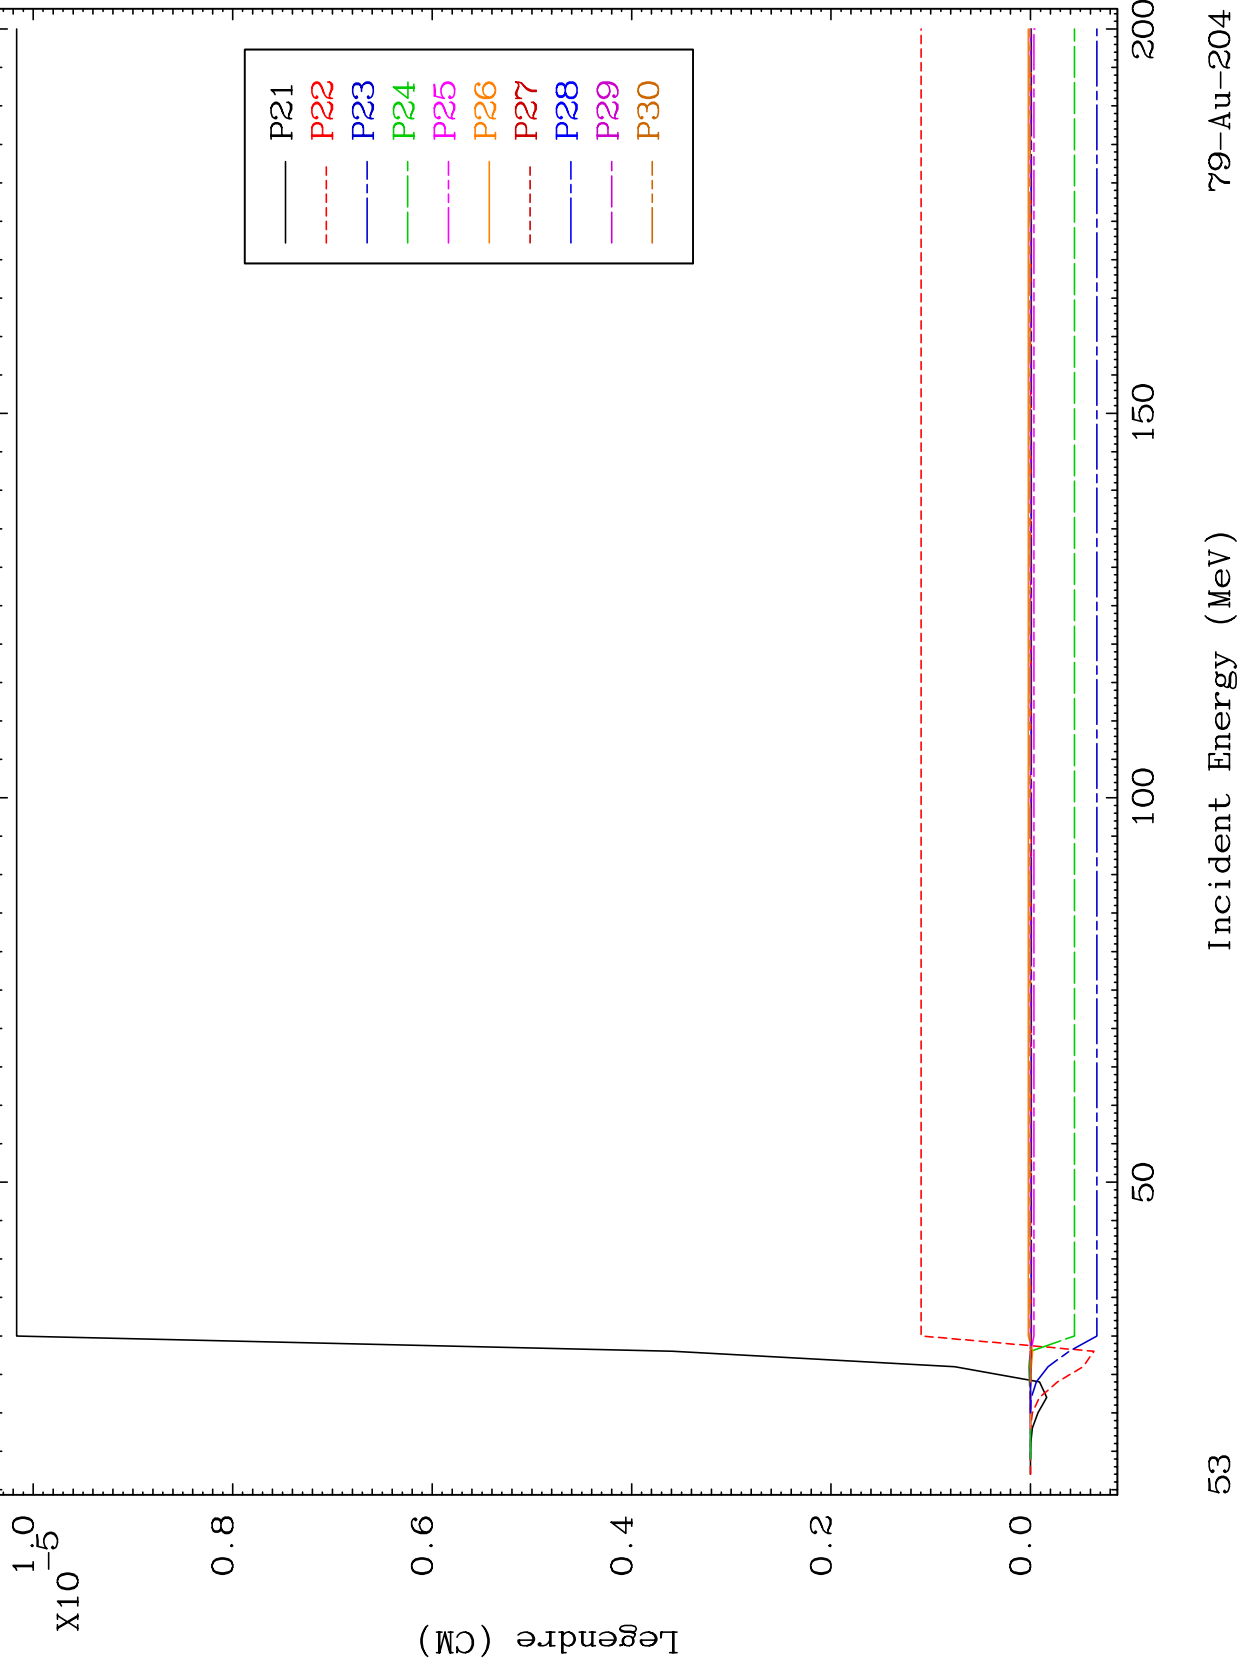 P21
P22
P23
P24
P25
P26
P27
P28
P29
P30
1.0
X10
-5
0.8
0.6
0.4
0.2
0.0
Legendre (CM)
50
100
150
200
Incident Energy (MeV)
53
79-Au-204